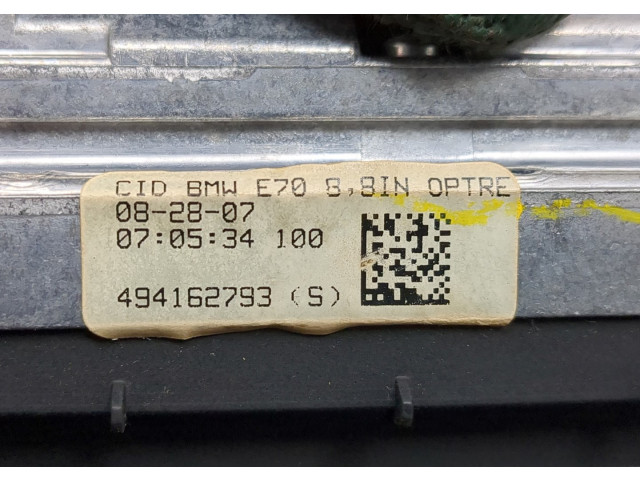 CID BMW E70 8,8IN OPTRE
08-28-07
07:05:34 100
494162793 (S)